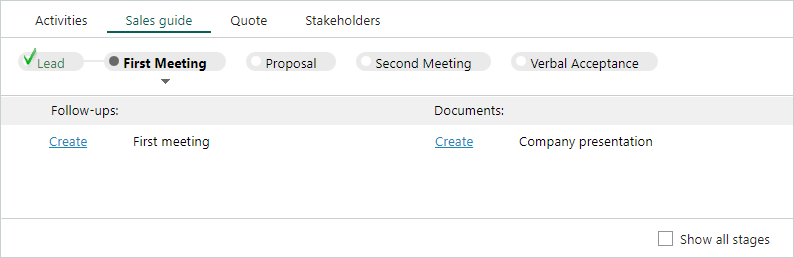 Activities Sales guide Quote Stakeholders
Lead First Meeting Proposal Second Meeting Verbal Acceptance
Follow-ups: Documents:
Create First meeting Create Company presentation
Show all stages